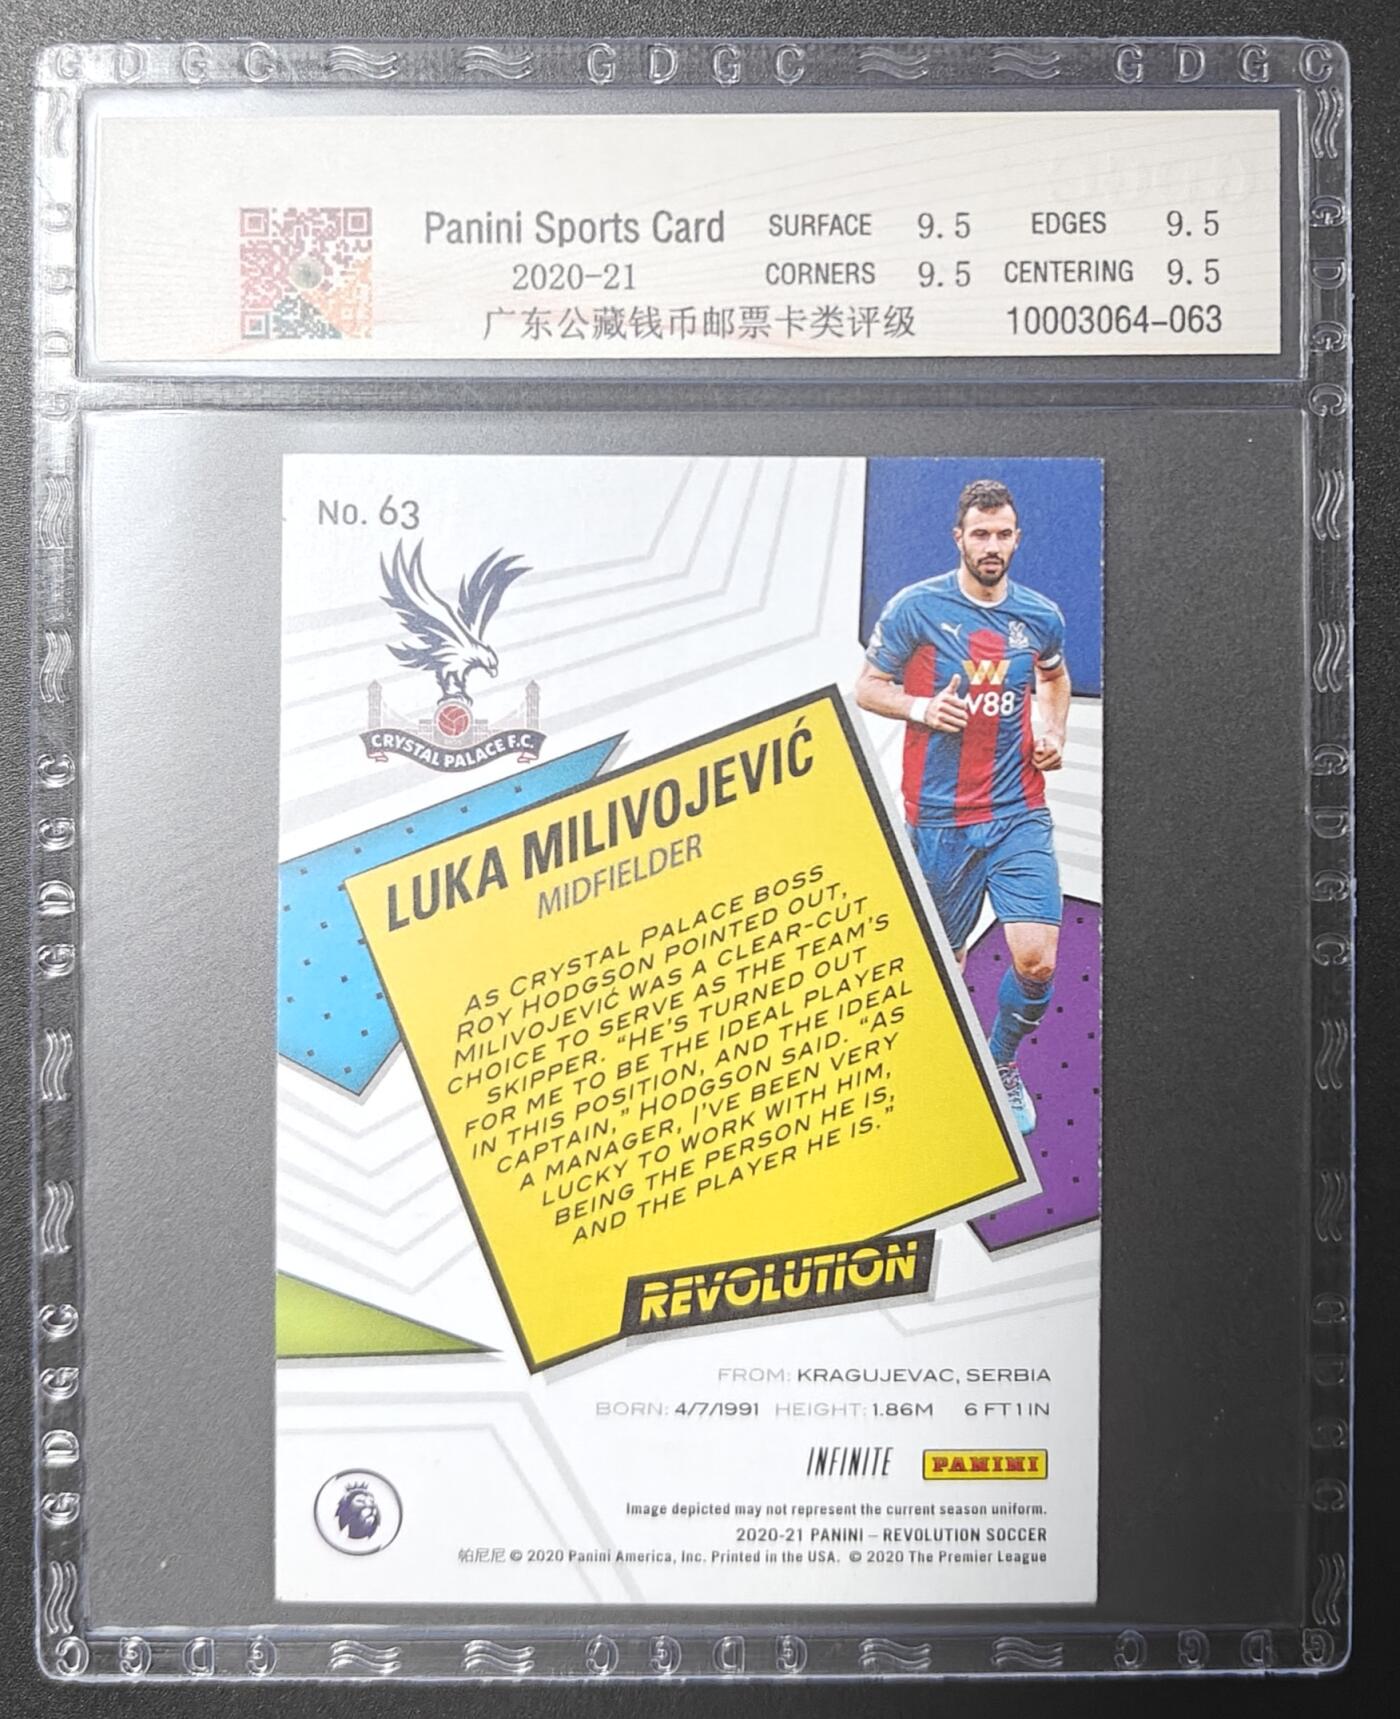 G D G C G D G C G D G C
Panini Sports Card
2020-21
广东公藏钱币邮票卡类评级
SURFACE 9.5 EDGES 9.5
CORNERS 9.5 CENTERING 9.5
10003064-063
No. 63
CRYSTAL PALACE F.C.
W88
LUKA MILIVOJEVIĆ
MIDFIELDER
AS CRYSTAL PALACE BOSS
ROY HODGSON POINTED OUT,
MILIVOJEVIĆ WAS A CLEAR-CUT
CHOICE TO SERVE AS THE TEAM'S
SKIPPER. "HE'S TURNED OUT
FOR ME TO BE THE IDEAL PLAYER
IN THIS POSITION, AND THE IDEAL
CAPTAIN," HODGSON SAID. "AS
A MANAGER, I'VE BEEN VERY
LUCKY TO WORK WITH HIM,
BEING THE PERSON HE IS,
AND THE PLAYER HE IS."
REVOLUTION
FROM: KRAGUJEVAC, SERBIA
BORN: 4/7/1991 HEIGHT: 1.86M 6 FT 1 IN
INFINITE PANINI
Image depicted may not represent the current season uniform.
2020-21 PANINI – REVOLUTION SOCCER
帕尼尼 © 2020 Panini America, Inc. Printed in the USA. © 2020 The Premier League